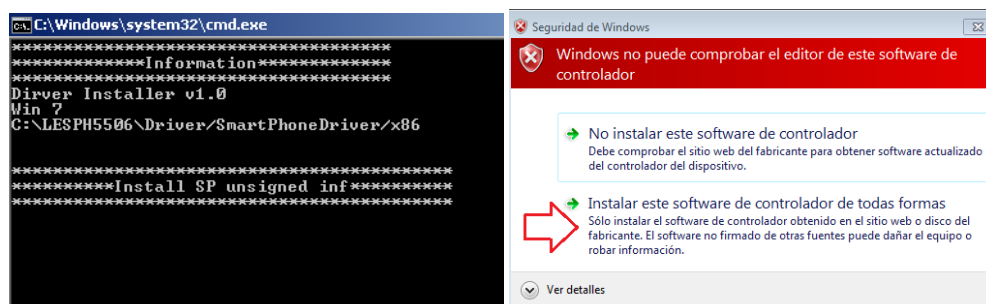 C:\Windows\system32\cmd.exe
***************************************
*************Information*************
***************************************
Dirver Installer v1.0
Win 7
C:\LESPH5506\Driver/SmartPhoneDriver/x86
*******************************************
**********Install SP unsigned inf**********
*******************************************
Seguridad de Windows
Windows no puede comprobar el editor de este software de
controlador
No instalar este software de controlador
Debe comprobar el sitio web del fabricante para obtener software actualizado
del controlador del dispositivo.
Instalar este software de controlador de todas formas
Sólo instalar el software de controlador obtenido en el sitio web o disco del
fabricante. El software no firmado de otras fuentes puede dañar el equipo o
robar información.
Ver detalles